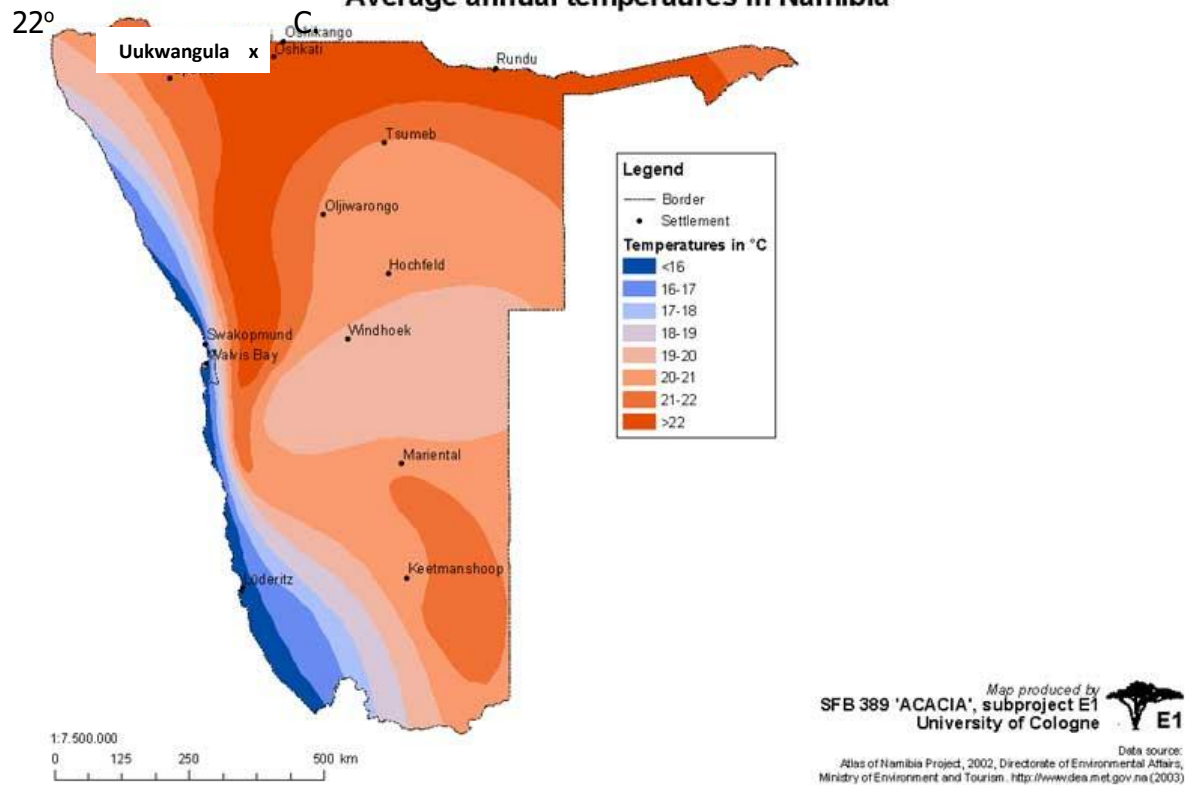 Average annual temperatures in Namibia
22°
C.
Uukwangula x
Oshikango
Oshkati
Rundu
Tsumeb
Oljiwarongo
Hochfeld
Windhoek
Swakopmund
Walvis Bay
Mariental
Keetmanshoop
Lüderitz
Legend
Border
Settlement
Temperatures in °C
<16
16-17
17-18
18-19
19-20
20-21
21-22
>22
1:7.500.000
0 125 250 500 km
Map produced by
SFB 389 'ACACIA', subproject E1
University of Cologne
E1
Data source:
Atlas of Namibia Project, 2002, Directorate of Environmental Affairs,
Ministry of Environment and Tourism. http://www.dea.met.gov.na (2003)